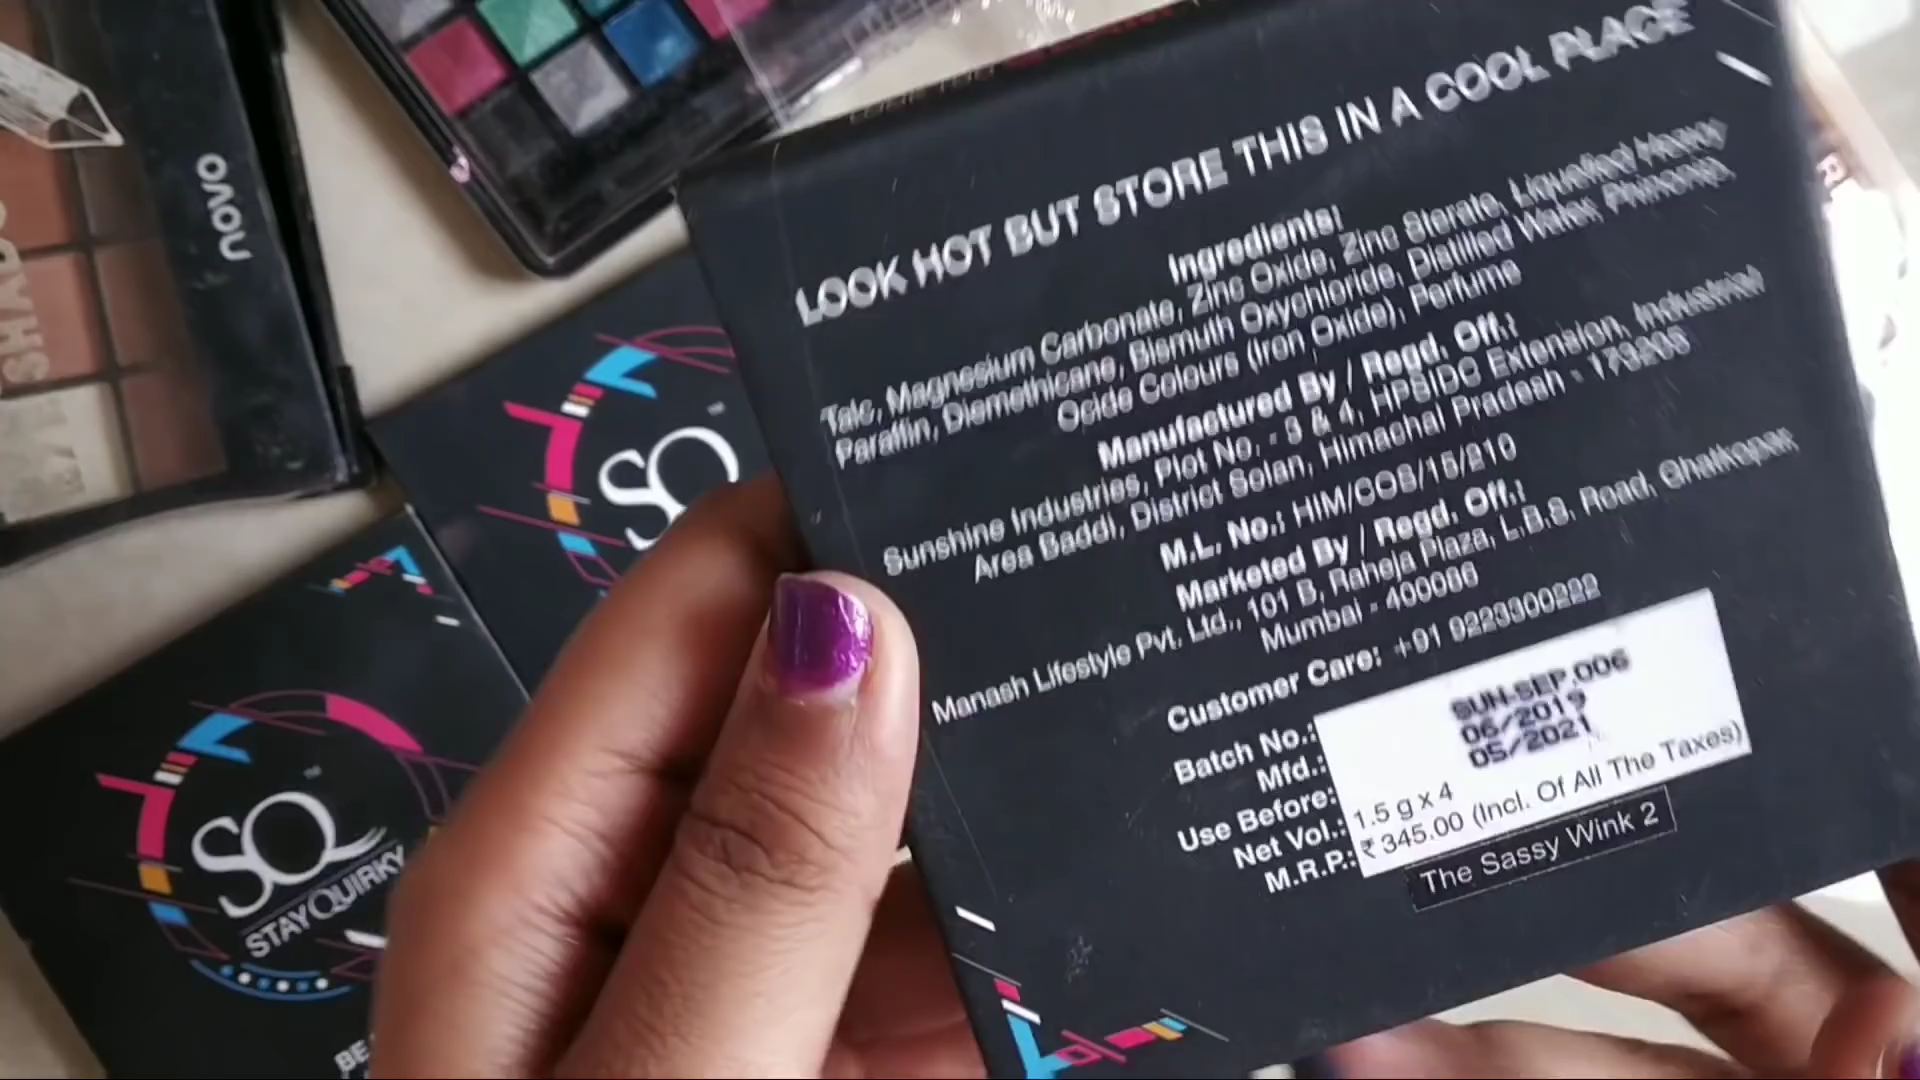 LOOK HOT BUT STORE THIS IN A COOL PLACE
Ingredients:
Talc, Magnesium Carbonate, Zinc Oxide, Zinc Sterate, Liquefied Heavy
Paraffin, Diemethicane, Bismuth Oxychloride, Distilled Water, Phinonip,
Ocide Colours (Iron Oxide), Perfume
Manufactured By / Regd. Off.:
Sunshine Industries, Plot No. - 3 & 4, HPSIDC Extension, Industrial
Area Baddi, District Solan, Himachal Pradesh - 173205
M.L. No.: HIM/COS/15/210
Marketed By / Regd. Off.:
Manash Lifestyle Pvt. Ltd., 101 B, Raheja Plaza, L.B.S. Road, Ghatkopar,
Mumbai - 400086
Customer Care: +91 9223300222
Batch No.: SUN-SEP.006
Mfd.: 06/2019
Use Before: 05/2021
Net Vol.: 1.5 g x 4
M.R.P.: ₹ 345.00 (Incl. Of All The Taxes)
The Sassy Wink 2
novo
SQ
SQ
STAY QUIRKY